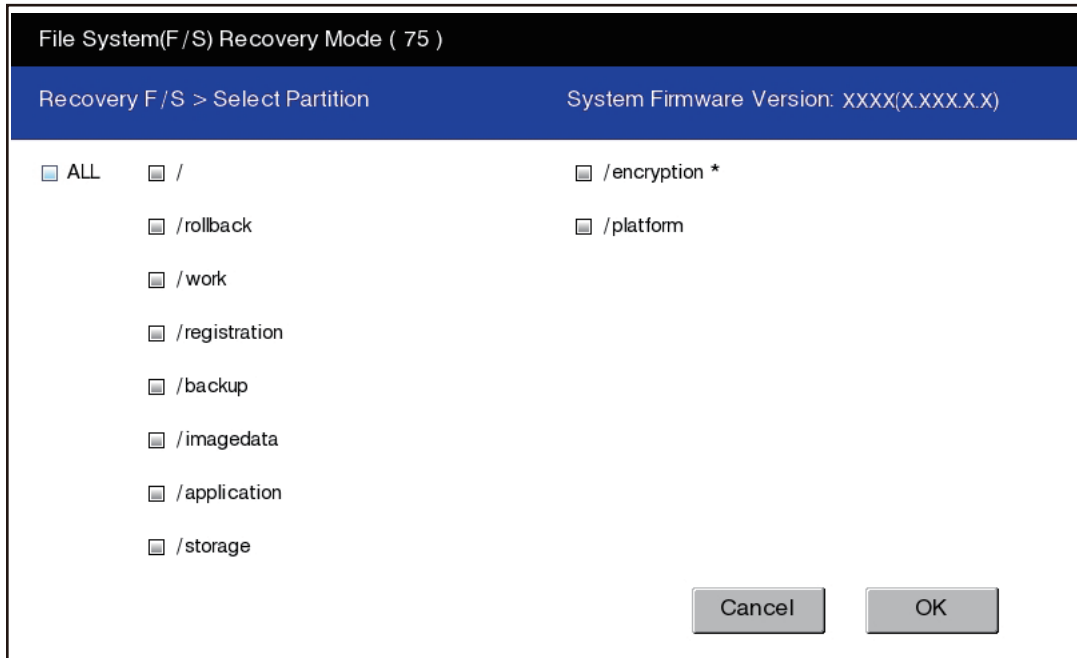 File System(F/S) Recovery Mode ( 75 )
Recovery F/S > Select Partition System Firmware Version: XXXX(X.XXX.X.X)
ALL / /encryption *
/rollback /platform
/work
/registration
/backup
/imagedata
/application
/storage
Cancel OK